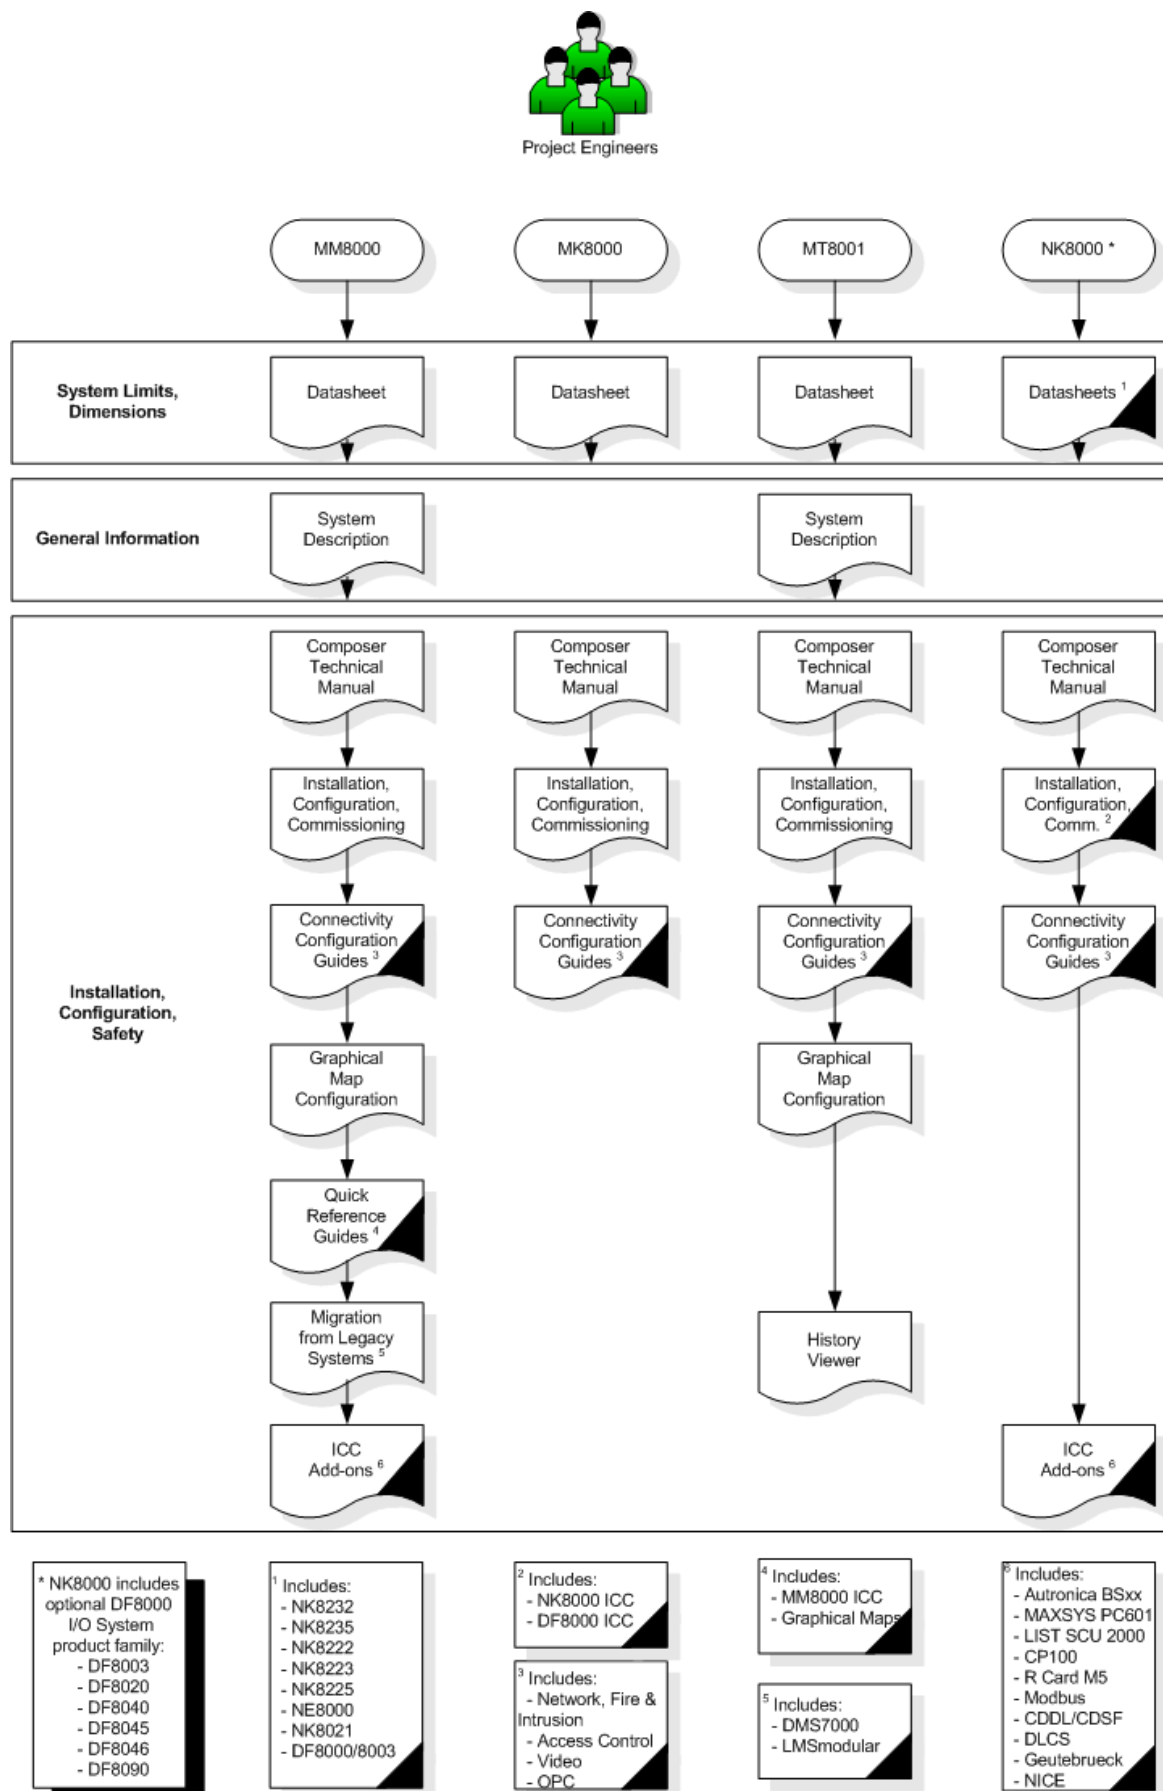 Project Engineers
MM8000
MK8000
MT8001
NK8000 *
System Limits,
Dimensions
Datasheet
Datasheet
Datasheet
Datasheets 1
General Information
System
Description
System
Description
Installation,
Configuration,
Safety
Composer
Technical
Manual
Composer
Technical
Manual
Composer
Technical
Manual
Composer
Technical
Manual
Installation,
Configuration,
Commissioning
Installation,
Configuration,
Commissioning
Installation,
Configuration,
Commissioning
Installation,
Configuration,
Comm. 2
Connectivity
Configuration
Guides 3
Connectivity
Configuration
Guides 3
Connectivity
Configuration
Guides 3
Connectivity
Configuration
Guides 3
Graphical
Map
Configuration
Graphical
Map
Configuration
Quick
Reference
Guides 4
Migration
from Legacy
Systems 5
History
Viewer
ICC
Add-ons 6
ICC
Add-ons 6
* NK8000 includes
optional DF8000
I/O System
product family:
- DF8003
- DF8020
- DF8040
- DF8045
- DF8046
- DF8090
1 Includes:
- NK8232
- NK8235
- NK8222
- NK8223
- NK8225
- NE8000
- NK8021
- DF8000/8003
2 Includes:
- NK8000 ICC
- DF8000 ICC
3 Includes:
- Network, Fire &
Intrusion
- Access Control
- Video
- OPC
4 Includes:
- MM8000 ICC
- Graphical Maps
5 Includes:
- DMS7000
- LMSmodular
6 Includes:
- Autronica BSxx
- MAXSYS PC601
- LIST SCU 2000
- CP100
- R Card M5
- Modbus
- CDDL/CDSF
- DLCS
- Geutebrueck
- NICE